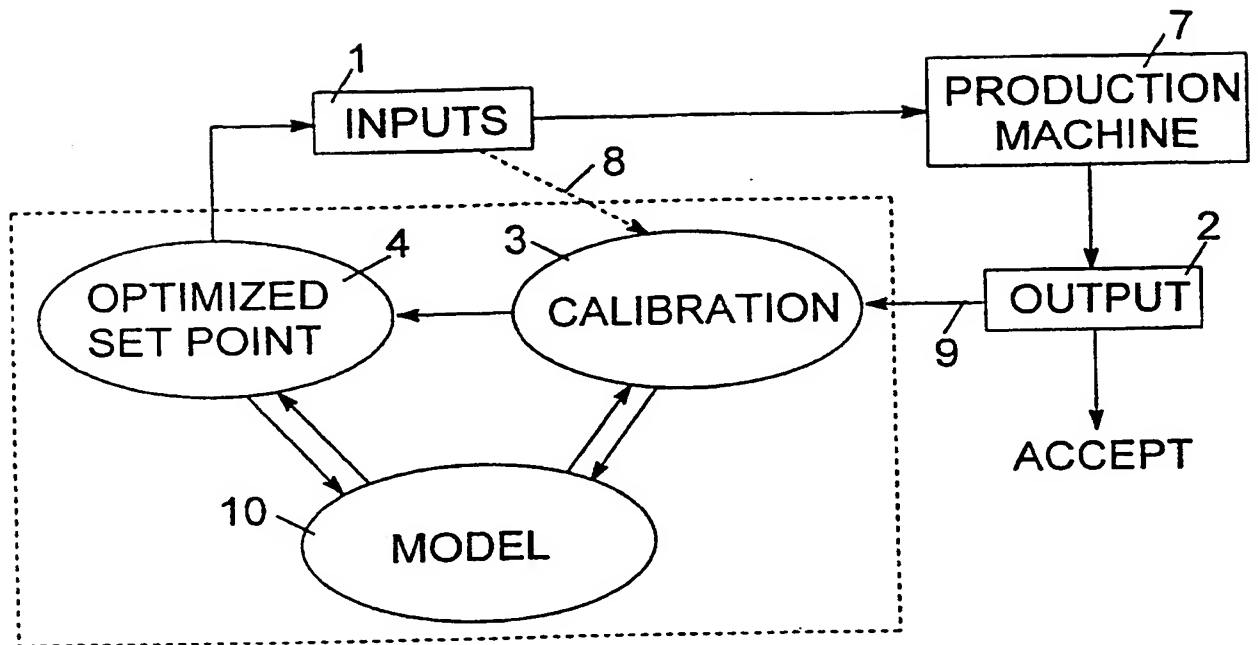 1
INPUTS
7
PRODUCTION
MACHINE
8
4
OPTIMIZED
SET POINT
3
CALIBRATION
2
OUTPUT
9
ACCEPT
10
MODEL